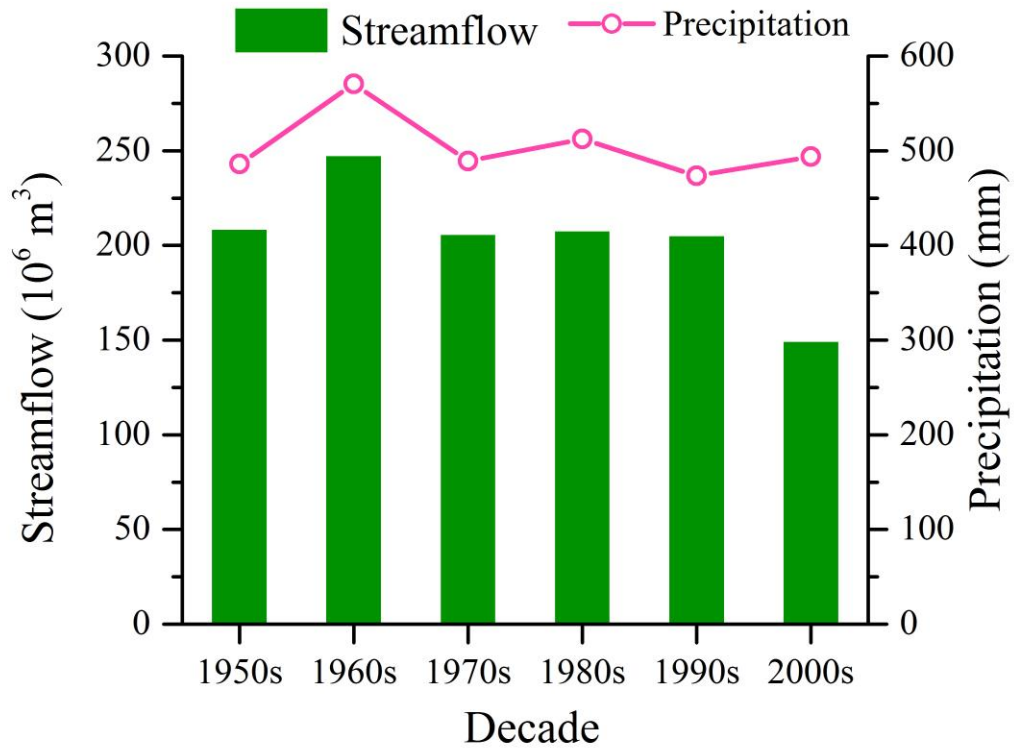 Streamflow
Precipitation
300
250
200
150
100
50
0
Streamflow (10⁶ m³)
600
500
400
300
200
100
0
Precipitation (mm)
1950s 1960s 1970s 1980s 1990s 2000s
Decade